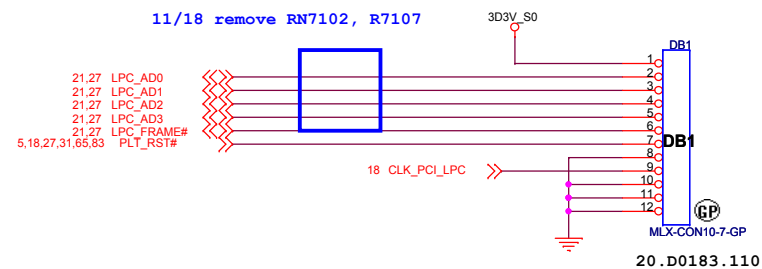 11/18 remove RN7102, R7107
3D3V_S0
DB1
1
21,27 LPC_AD0 2
21,27 LPC_AD1 3
21,27 LPC_AD2 4
21,27 LPC_AD3 5
21,27 LPC_FRAME# 6
5,18,27,31,65,83 PLT_RST# 7
DB1
8
18 CLK_PCI_LPC 9
10
11
12
GP
MLX-CON10-7-GP
20.D0183.110